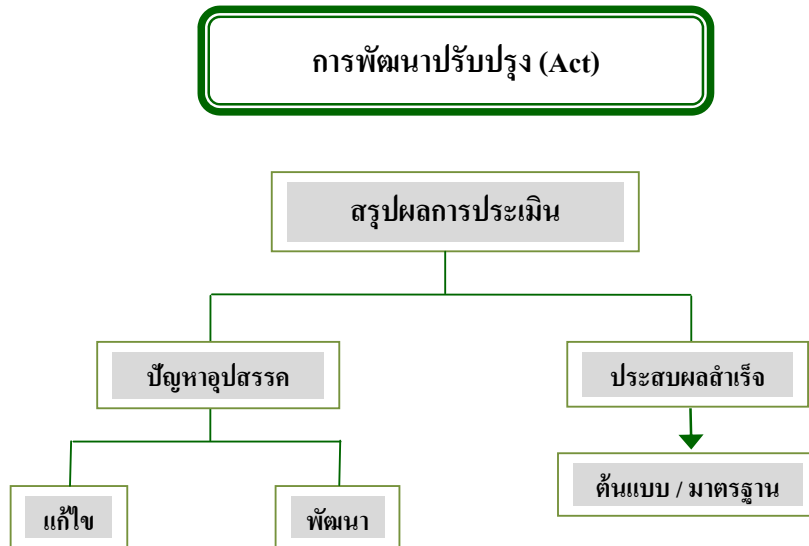 การพัฒนาปรับปรุง (Act)
สรุปผลการประเมิน
ปัญหาอุปสรรค
ประสบผลสำเร็จ
ต้นแบบ / มาตรฐาน
แก้ไข
พัฒนา